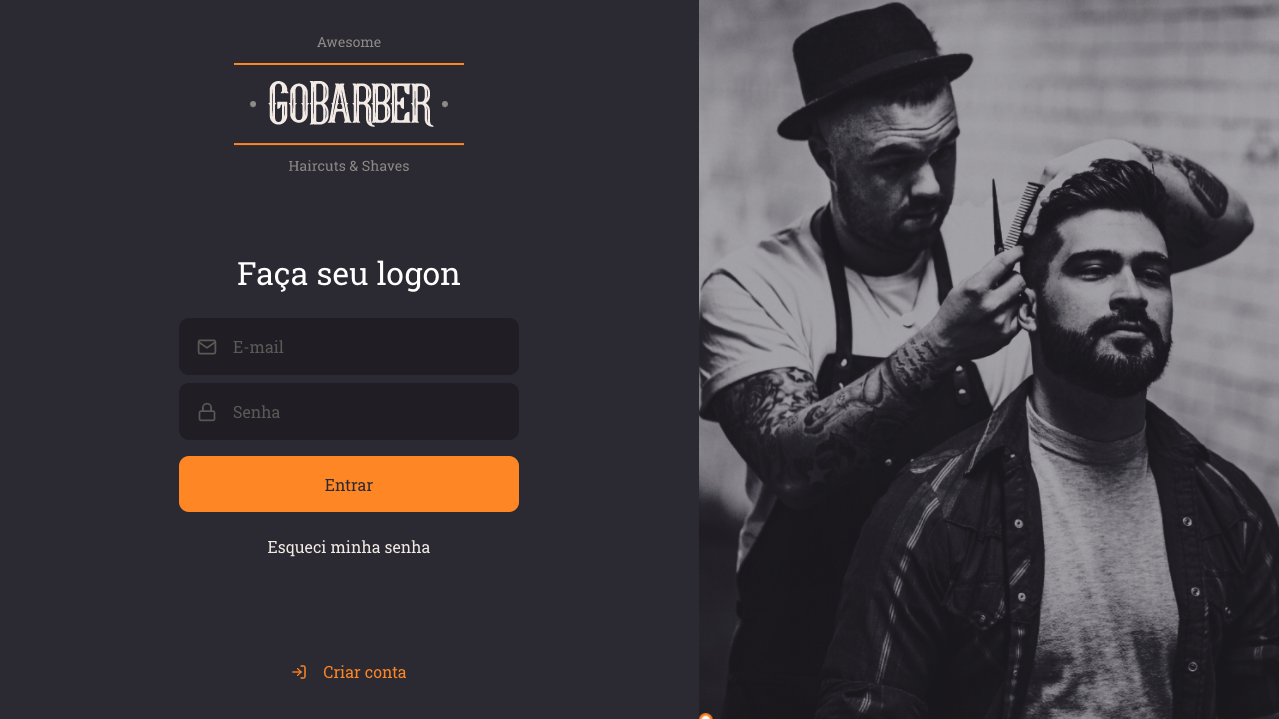 Awesome
GOBARBER
Haircuts & Shaves
Faça seu logon
E-mail
Senha
Entrar
Esqueci minha senha
Criar conta